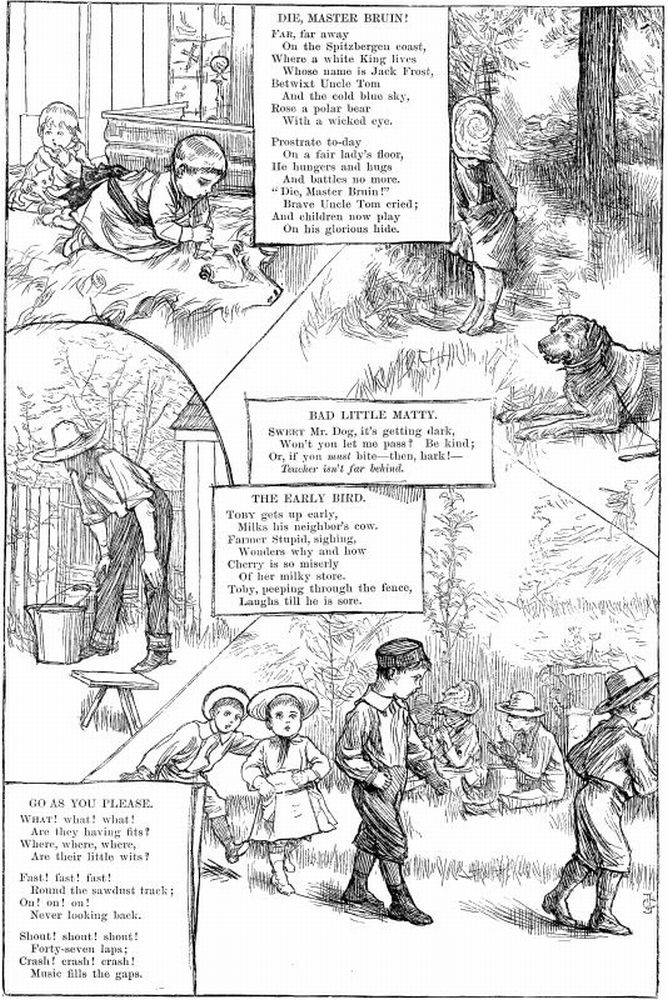 DIE, MASTER BRUIN!
FAR, far away
On the Spitzbergen coast,
Where a white King lives
Whose name is Jack Frost,
Betwixt Uncle Tom
And the cold blue sky,
Rose a polar bear
With a wicked eye.
Prostrate to-day
On a fair lady's floor,
He hungers and hugs
And battles no more.
"Die, Master Bruin!"
Brave Uncle Tom cried;
And children now play
On his glorious hide.
BAD LITTLE MATTY.
SWEET Mr. Dog, it's getting dark,
Won't you let me pass? Be kind;
Or, if you must bite—then, hark!—
Teacher isn't far behind.
THE EARLY BIRD.
TOBY gets up early,
Milks his neighbor's cow.
Farmer Stupid, sighing,
Wonders why and how
Cherry is so miserly
Of her milky store.
Toby, peeping through the fence,
Laughs till he is sore.
GO AS YOU PLEASE.
WHAT! what! what!
Are they having fits?
Where, where, where,
Are their little wits?
Fast! fast! fast!
Round the sawdust track;
On! on! on!
Never looking back.
Shout! shout! shout!
Forty-seven laps;
Crash! crash! crash!
Music fills the gaps.